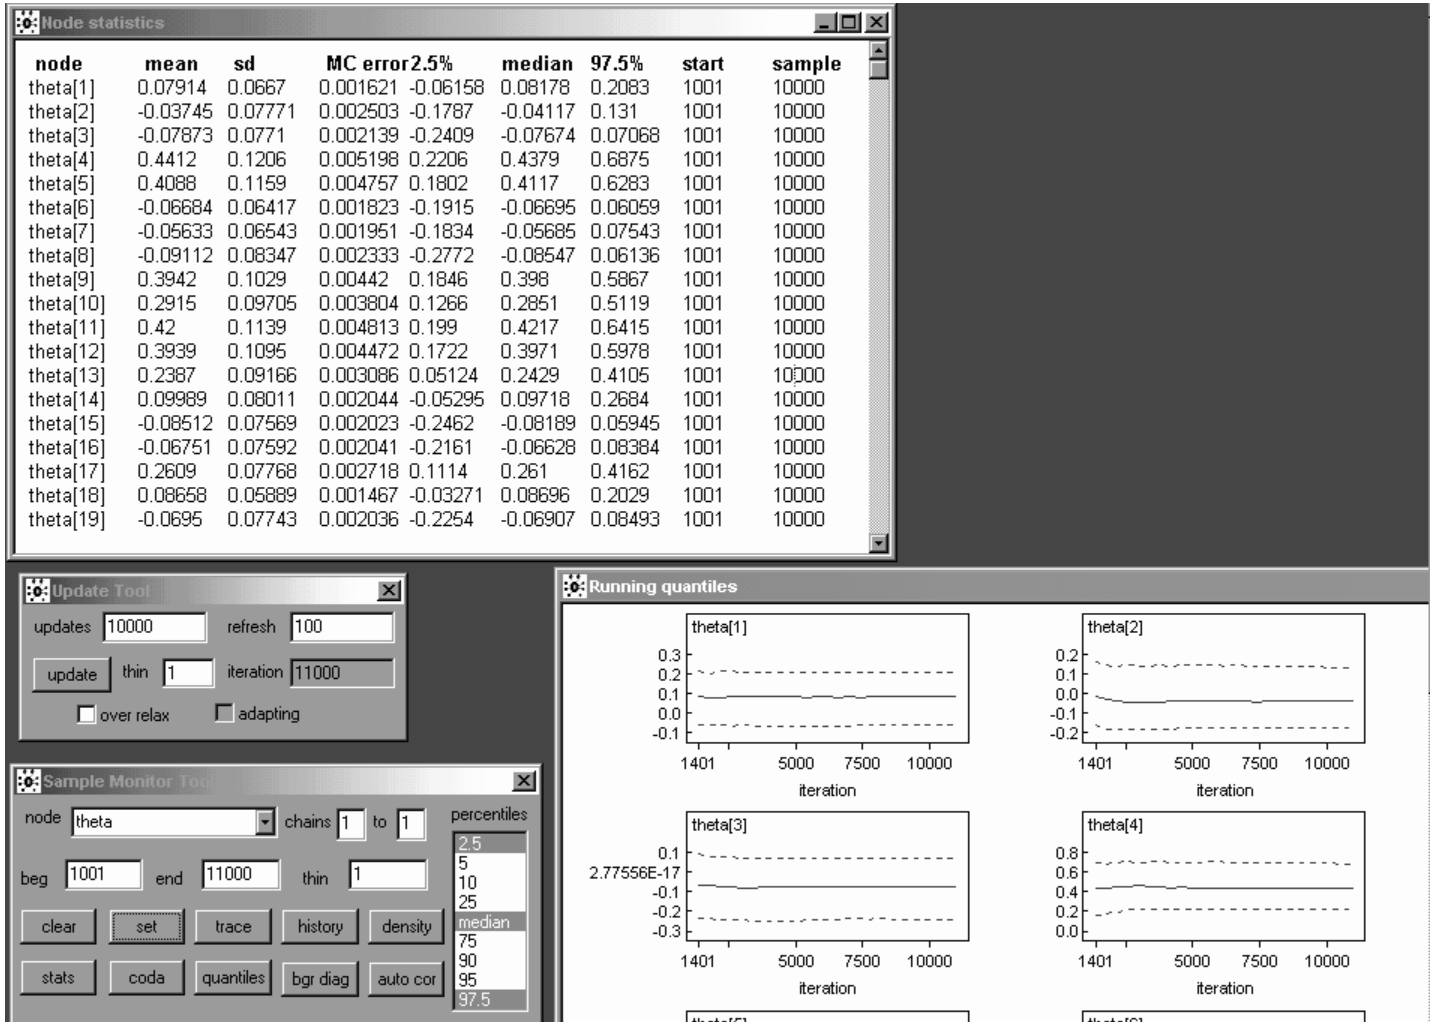 Node statistics
node mean sd MC error 2.5% median 97.5% start sample
theta[1] 0.07914 0.0667 0.001621 -0.06158 0.08178 0.2083 1001 10000
theta[2] -0.03745 0.07771 0.002503 -0.1787 -0.04117 0.131 1001 10000
theta[3] -0.07873 0.0771 0.002139 -0.2409 -0.07674 0.07068 1001 10000
theta[4] 0.4412 0.1206 0.005198 0.2206 0.4379 0.6875 1001 10000
theta[5] 0.4088 0.1159 0.004757 0.1802 0.4117 0.6283 1001 10000
theta[6] -0.06684 0.06417 0.001823 -0.1915 -0.06695 0.06059 1001 10000
theta[7] -0.05633 0.06543 0.001951 -0.1834 -0.05685 0.07543 1001 10000
theta[8] -0.09112 0.08347 0.002333 -0.2772 -0.08547 0.06136 1001 10000
theta[9] 0.3942 0.1029 0.00442 0.1846 0.398 0.5867 1001 10000
theta[10] 0.2915 0.09705 0.003804 0.1266 0.2851 0.5119 1001 10000
theta[11] 0.42 0.1139 0.004813 0.199 0.4217 0.6415 1001 10000
theta[12] 0.3939 0.1095 0.004472 0.1722 0.3971 0.5978 1001 10000
theta[13] 0.2387 0.09166 0.003086 0.05124 0.2429 0.4105 1001 10000
theta[14] 0.09989 0.08011 0.002044 -0.05295 0.09718 0.2684 1001 10000
theta[15] -0.08512 0.07569 0.002023 -0.2462 -0.08189 0.05945 1001 10000
theta[16] -0.06751 0.07592 0.002041 -0.2161 -0.06628 0.08384 1001 10000
theta[17] 0.2609 0.07768 0.002718 0.1114 0.261 0.4162 1001 10000
theta[18] 0.08658 0.05889 0.001467 -0.03271 0.08696 0.2029 1001 10000
theta[19] -0.0695 0.07743 0.002036 -0.2254 -0.06907 0.08493 1001 10000
Update Tool
updates 10000 refresh 100
update thin 1 iteration 11000
over relax adapting
Sample Monitor Tool
node theta chains 1 to 1 percentiles
beg 1001 end 11000 thin 1
clear set trace history density
stats coda quantiles bgr diag auto cor
2.5
5
10
25
median
75
90
95
97.5
Running quantiles
theta[1]
0.3
0.2
0.1
0.0
-0.1
1401 5000 7500 10000
iteration
theta[2]
0.2
0.1
0.0
-0.1
-0.2
1401 5000 7500 10000
iteration
theta[3]
0.1
2.77556E-17
-0.1
-0.2
-0.3
1401 5000 7500 10000
iteration
theta[4]
0.8
0.6
0.4
0.2
0.0
1401 5000 7500 10000
iteration
theta[5]
theta[6]